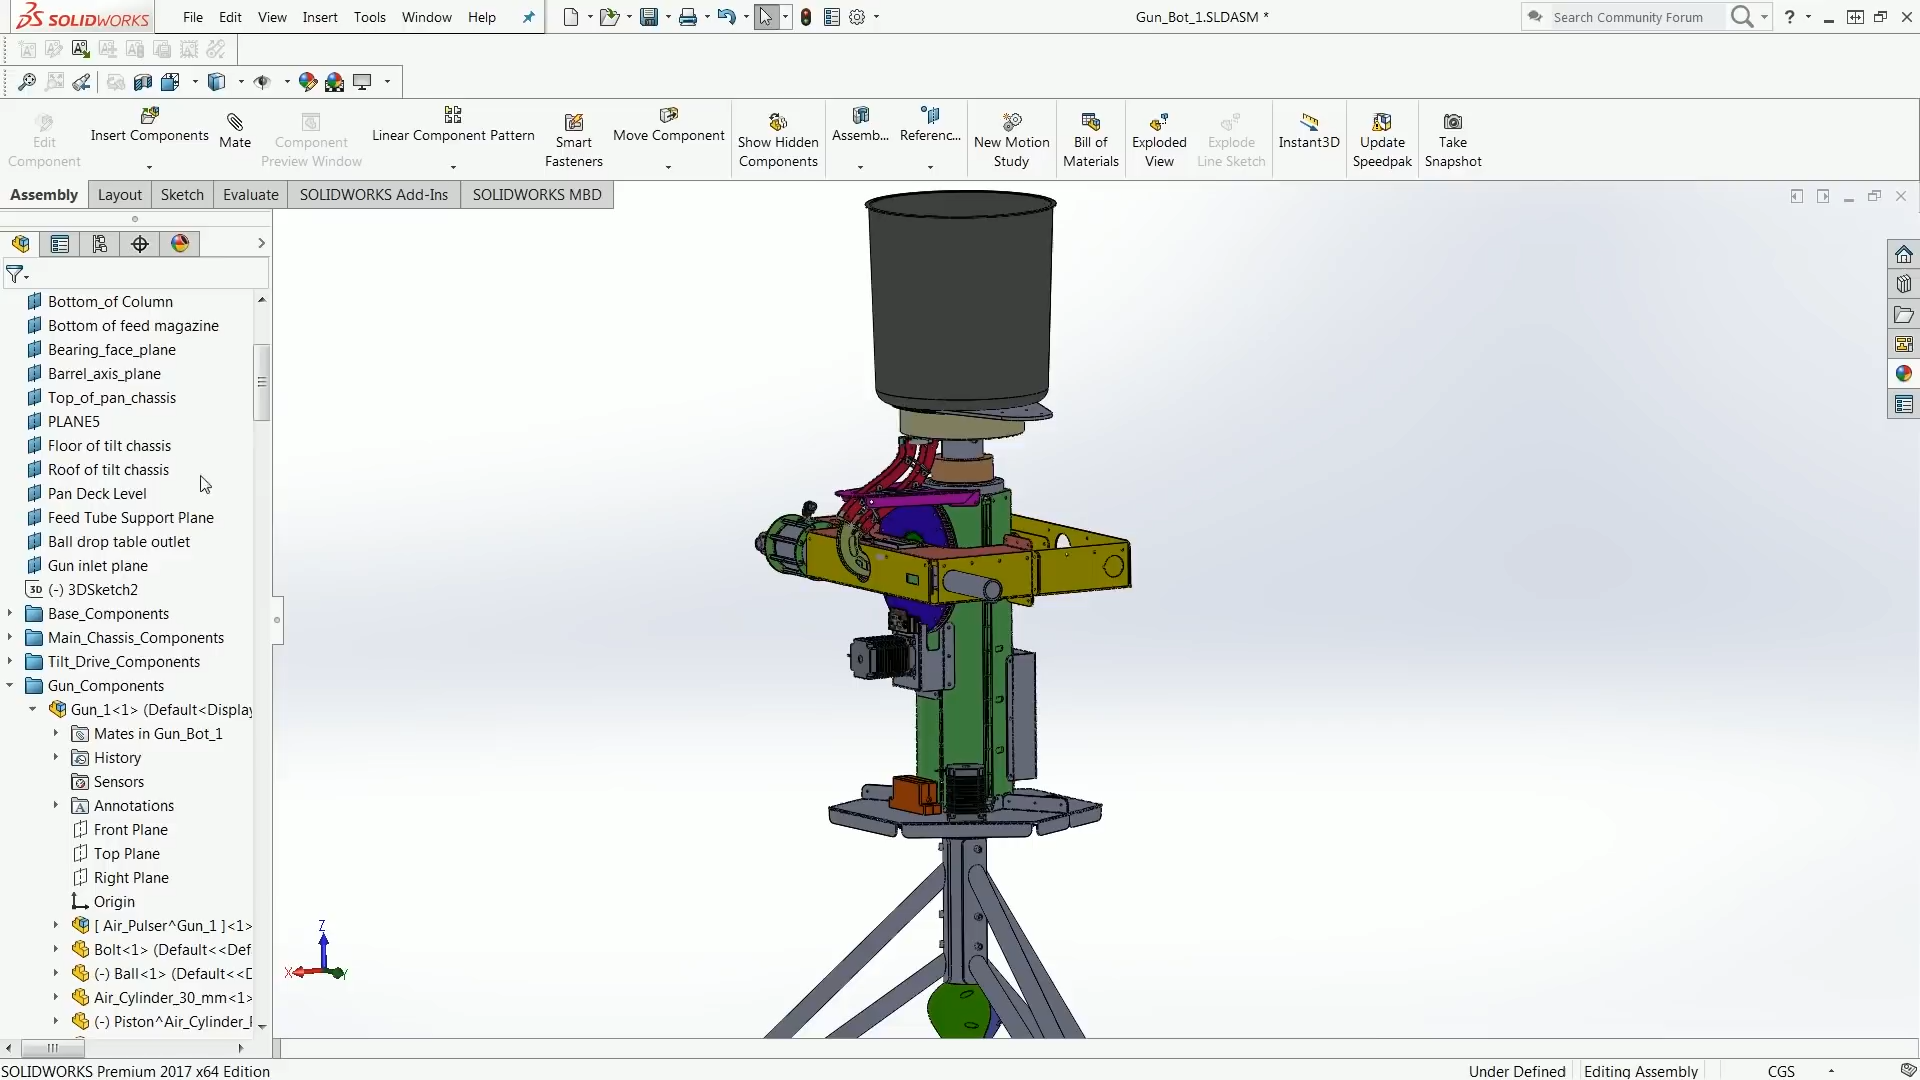 SOLIDWORKS
File Edit View Insert Tools Window Help
Gun_Bot_1.SLDASM *
Search Community Forum
Edit Component
Insert Components
Mate
Component Preview Window
Linear Component Pattern
Smart Fasteners
Move Component
Show Hidden Components
Assemb...
Referenc...
New Motion Study
Bill of Materials
Exploded View
Explode Line Sketch
Instant3D
Update Speedpak
Take Snapshot
Assembly Layout Sketch Evaluate SOLIDWORKS Add-Ins SOLIDWORKS MBD
Bottom_of Column
Bottom of feed magazine
Bearing_face_plane
Barrel_axis_plane
Top_of_pan_chassis
PLANE5
Floor of tilt chassis
Roof of tilt chassis
Pan Deck Level
Feed Tube Support Plane
Ball drop table outlet
Gun inlet plane
3D (-) 3DSketch2
Base_Components
Main_Chassis_Components
Tilt_Drive_Components
Gun_Components
Gun_1<1> (Default<Display
Mates in Gun_Bot_1
History
Sensors
Annotations
Front Plane
Top Plane
Right Plane
Origin
[ Air_Pulser^Gun_1 ]<1>
Bolt<1> (Default<<Def
(-) Ball<1> (Default<<D
Air_Cylinder_30_mm<1>
(-) Piston^Air_Cylinder_
Z
X
Y
SOLIDWORKS Premium 2017 x64 Edition
Under Defined Editing Assembly CGS